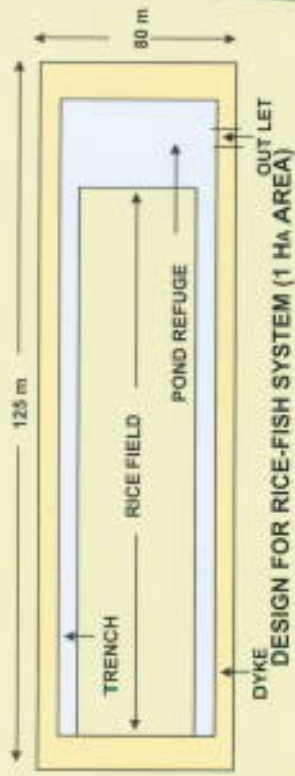 125 m
80 m
TRENCH
RICE FIELD
POND REFUGE
DYKE
OUT LET
DESIGN FOR RICE-FISH SYSTEM (1 HA AREA)